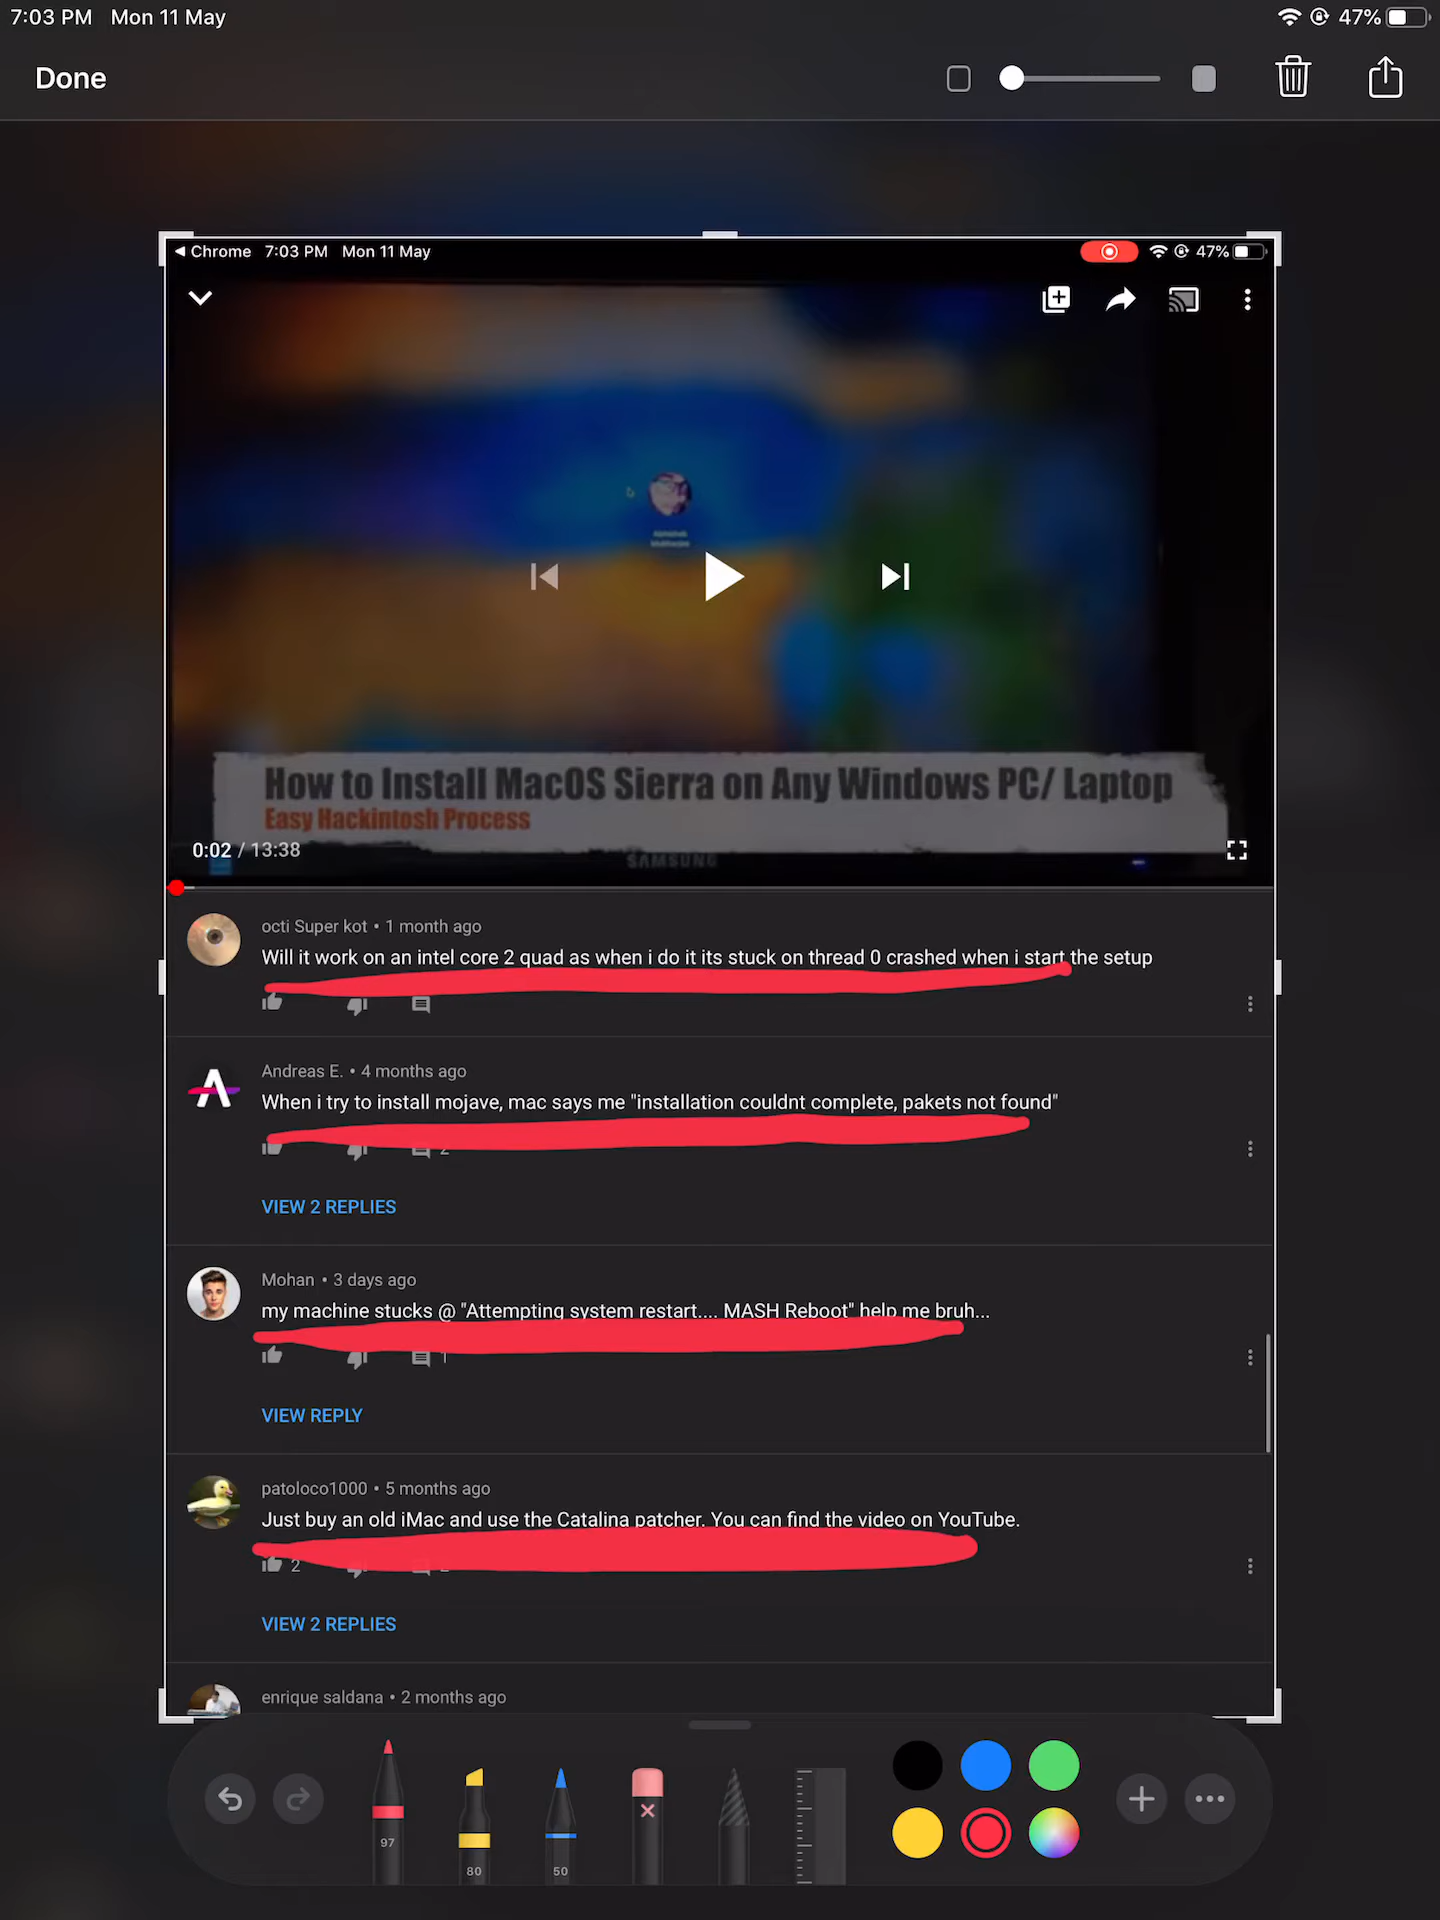 7:03 PM Mon 11 May
47%
Done
Chrome 7:03 PM Mon 11 May
47%
How to Install MacOS Sierra on Any Windows PC/ Laptop
Easy Hackintosh Process
0:02 / 13:38
SAMSUNG
octi Super kot • 1 month ago
Will it work on an intel core 2 quad as when i do it its stuck on thread 0 crashed when i start the setup
Andreas E. • 4 months ago
When i try to install mojave, mac says me "installation couldnt complete, pakets not found"
2
VIEW 2 REPLIES
Mohan • 3 days ago
my machine stucks @ "Attempting system restart.... MASH Reboot" help me bruh...
1
VIEW REPLY
patoloco1000 • 5 months ago
Just buy an old iMac and use the Catalina patcher. You can find the video on YouTube.
2
VIEW 2 REPLIES
enrique saldana • 2 months ago
97
80
50